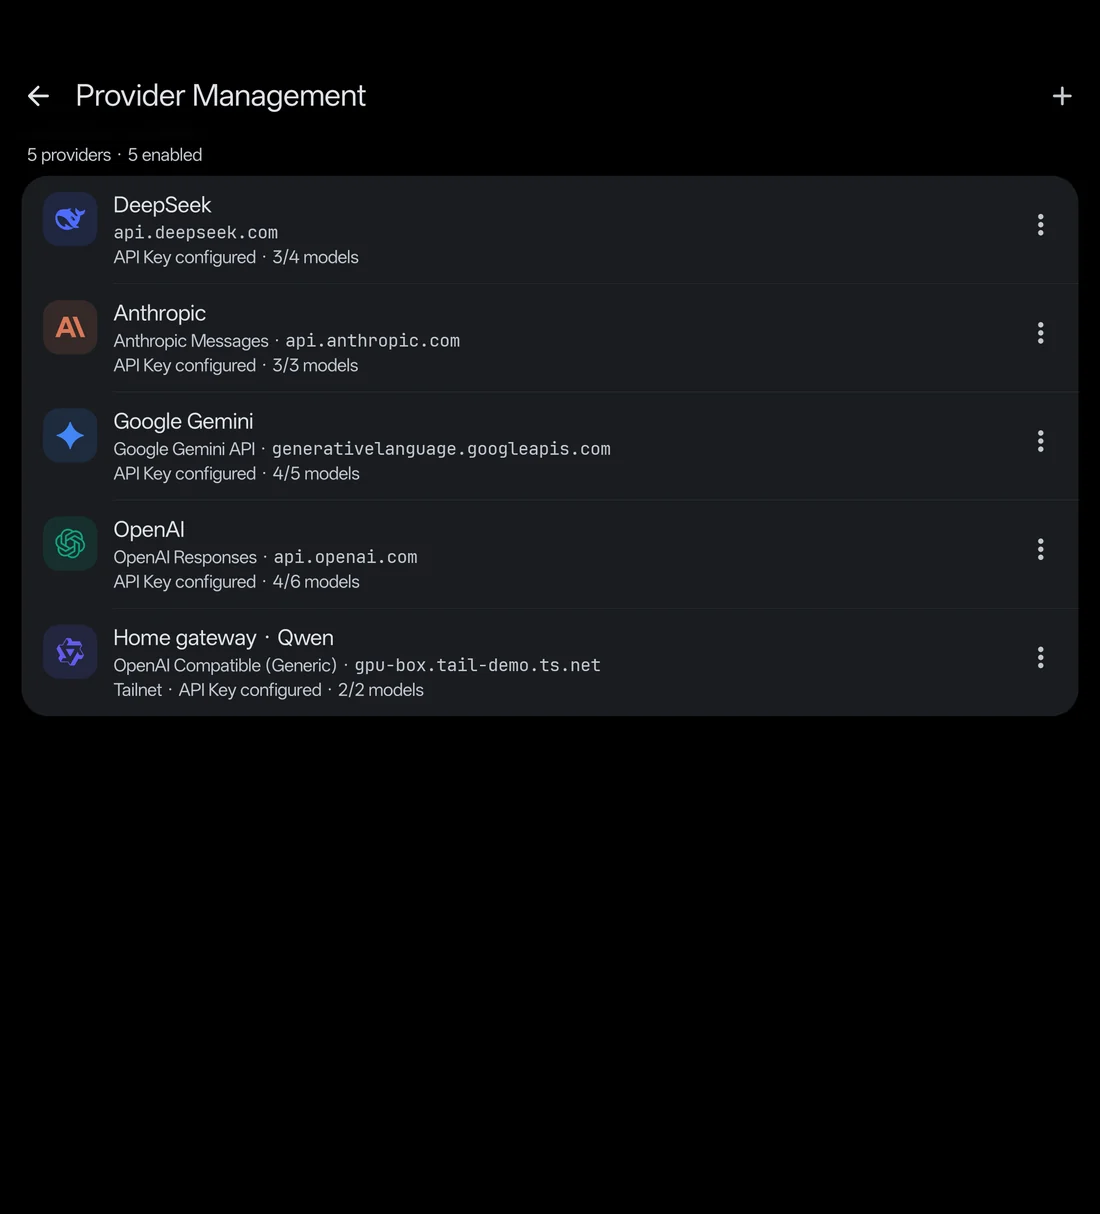 Provider Management
5 providers · 5 enabled
DeepSeek
api.deepseek.com
API Key configured · 3/4 models
Anthropic
Anthropic Messages · api.anthropic.com
API Key configured · 3/3 models
Google Gemini
Google Gemini API · generativelanguage.googleapis.com
API Key configured · 4/5 models
OpenAI
OpenAI Responses · api.openai.com
API Key configured · 4/6 models
Home gateway · Qwen
OpenAI Compatible (Generic) · gpu-box.tail-demo.ts.net
Tailnet · API Key configured · 2/2 models